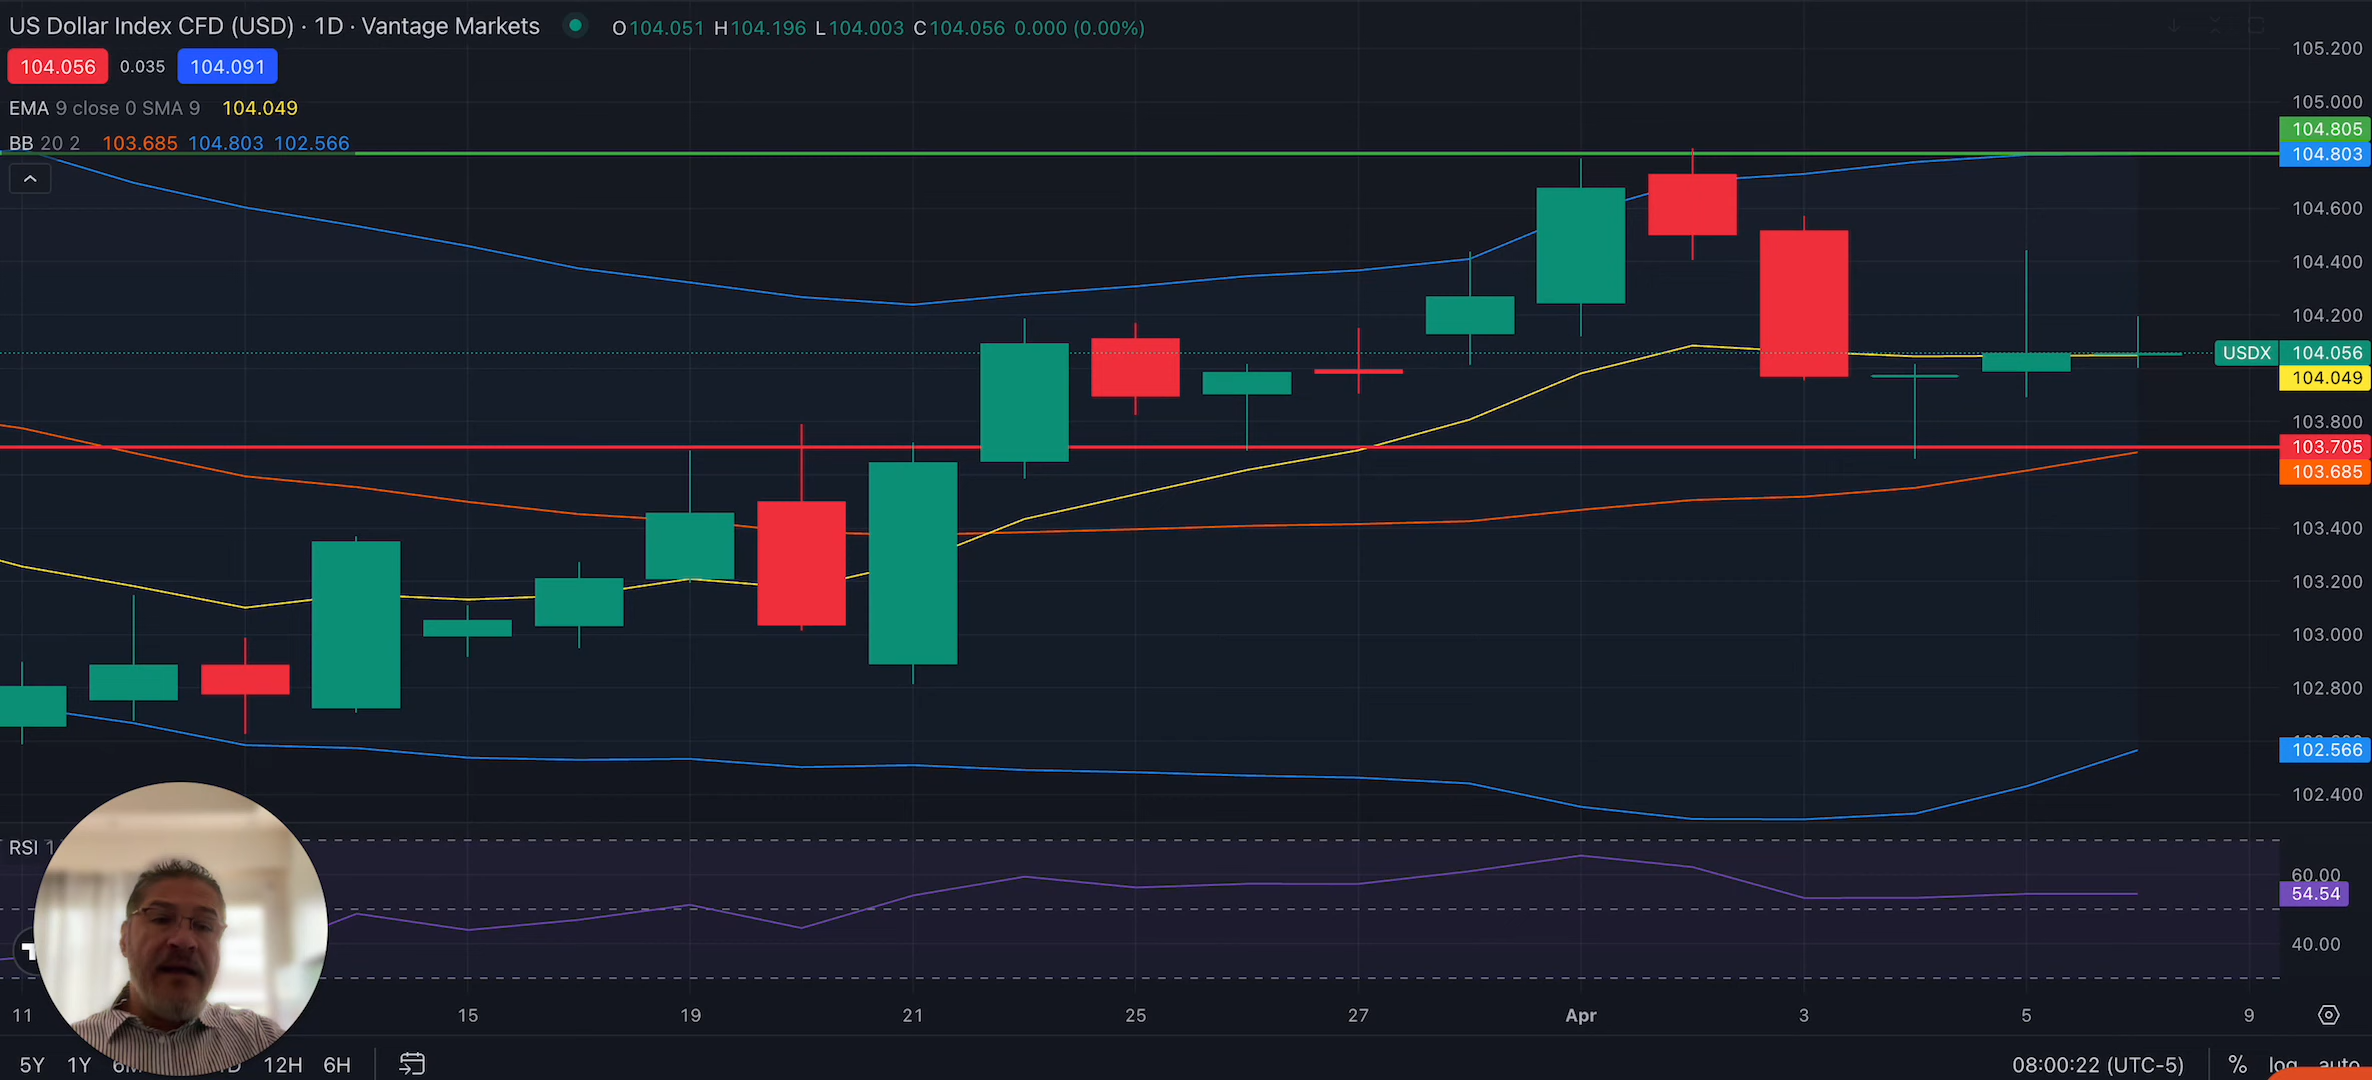 US Dollar Index CFD (USD) · 1D · Vantage Markets O104.051 H104.196 L104.003 C104.056 0.000 (0.00%)
104.056 0.035 104.091
EMA 9 close 0 SMA 9 104.049
BB 20 2 103.685 104.803 102.566
105.200
105.000
104.805
104.803
104.600
104.400
104.200
USDX 104.056
104.049
103.800
103.705
103.685
103.400
103.200
103.000
102.800
102.566
102.400
RSI
60.00
54.54
40.00
11 15 19 21 25 27 Apr 3 5 9
5Y 1Y 12H 6H 08:00:22 (UTC-5) % log auto